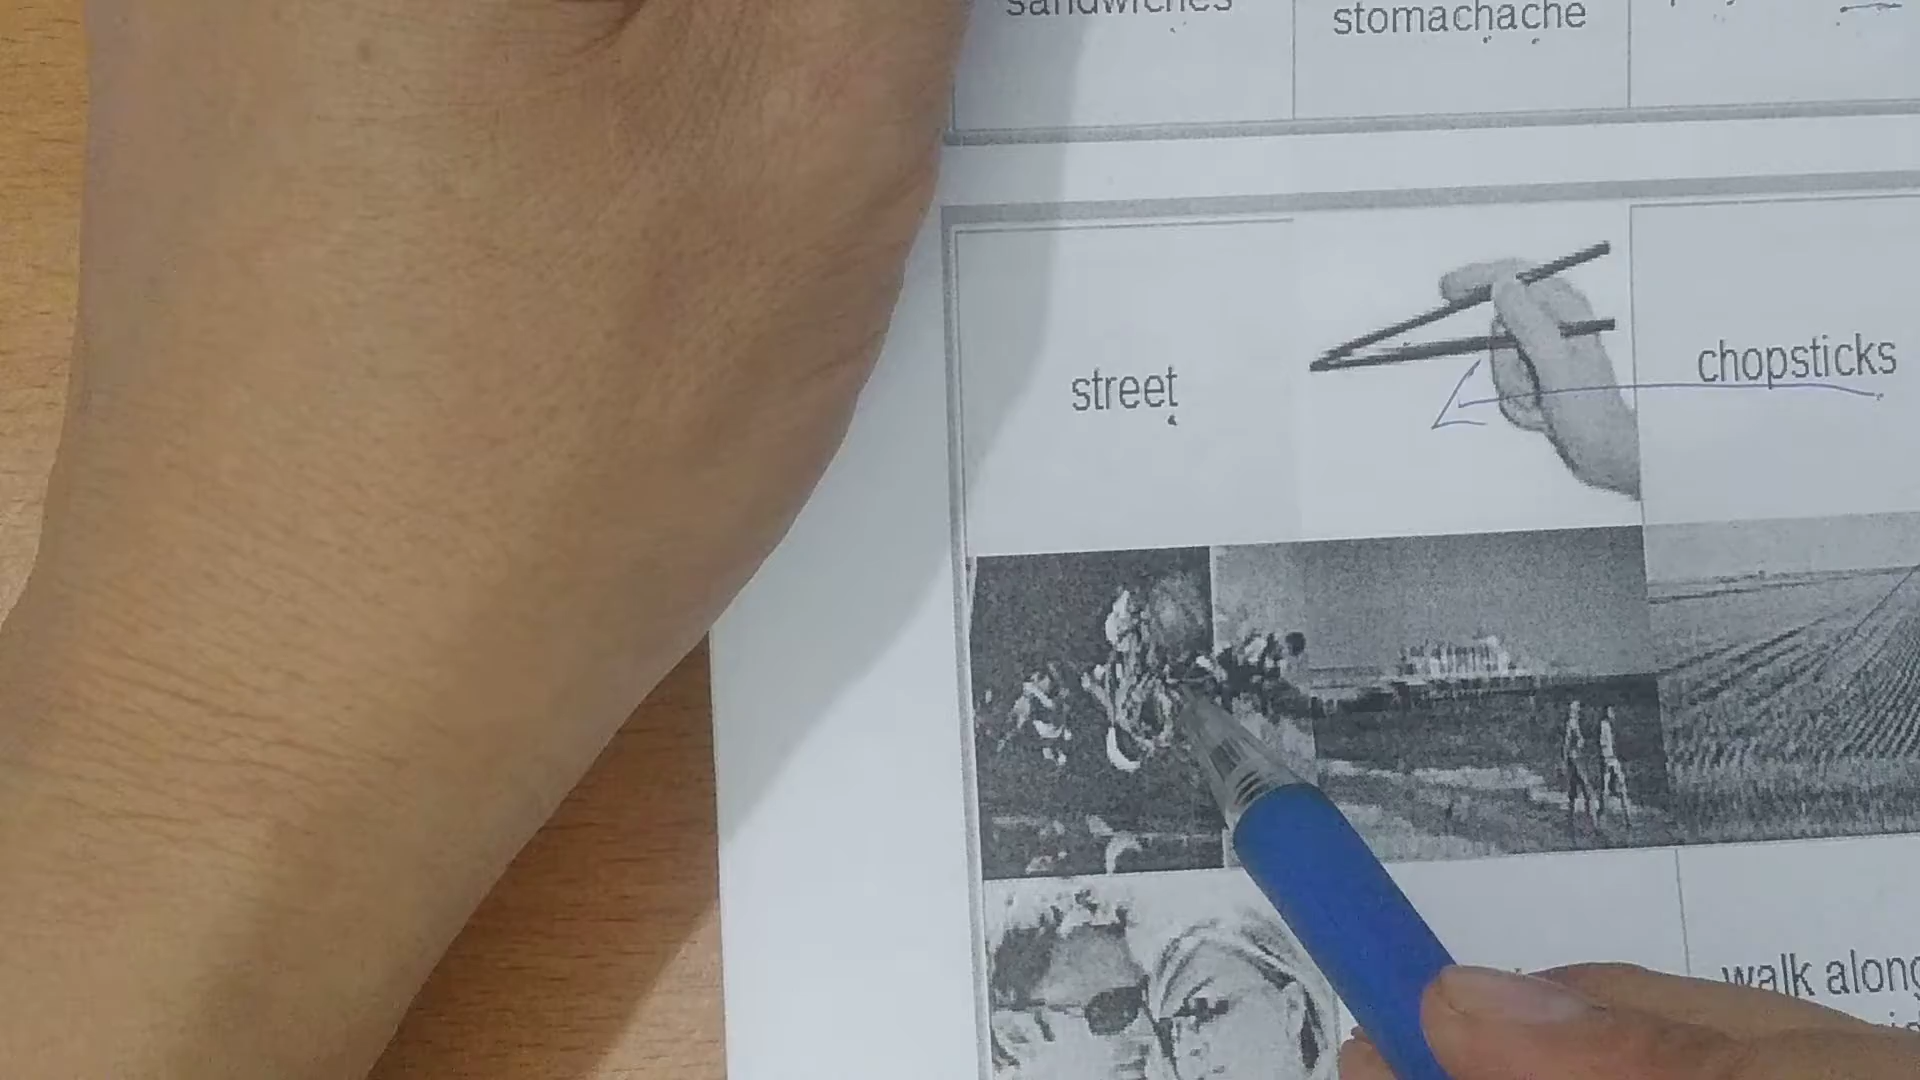 sandwiches
stomachache
street
chopsticks
walk along